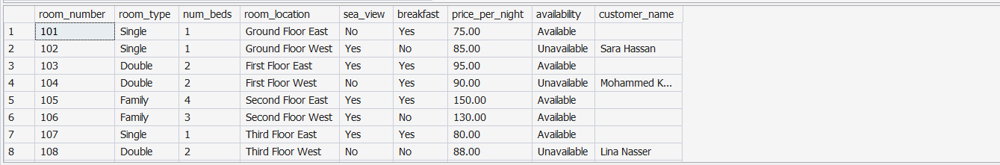 room_number room_type num_beds room_location sea_view breakfast price_per_night availability customer_name
1 101 Single 1 Ground Floor East No Yes 75.00 Available
2 102 Single 1 Ground Floor West Yes No 85.00 Unavailable Sara Hassan
3 103 Double 2 First Floor East Yes Yes 95.00 Available
4 104 Double 2 First Floor West No Yes 90.00 Unavailable Mohammed K...
5 105 Family 4 Second Floor East Yes Yes 150.00 Available
6 106 Family 3 Second Floor West Yes No 130.00 Available
7 107 Single 1 Third Floor East Yes Yes 80.00 Available
8 108 Double 2 Third Floor West No No 88.00 Unavailable Lina Nasser